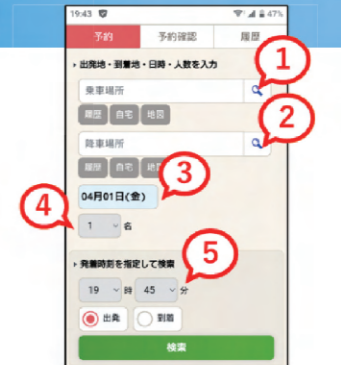 19:43 47%
予約 予約確認 履歴
出発地・到着地・日時・人数を入力
1
乗車場所
履歴 自宅 地図
2
降車場所
履歴 自宅 地図
3
04月01日(金)
4
1 名
5
発着時刻を指定して検索
19 時 45 分
出発 到着
検索